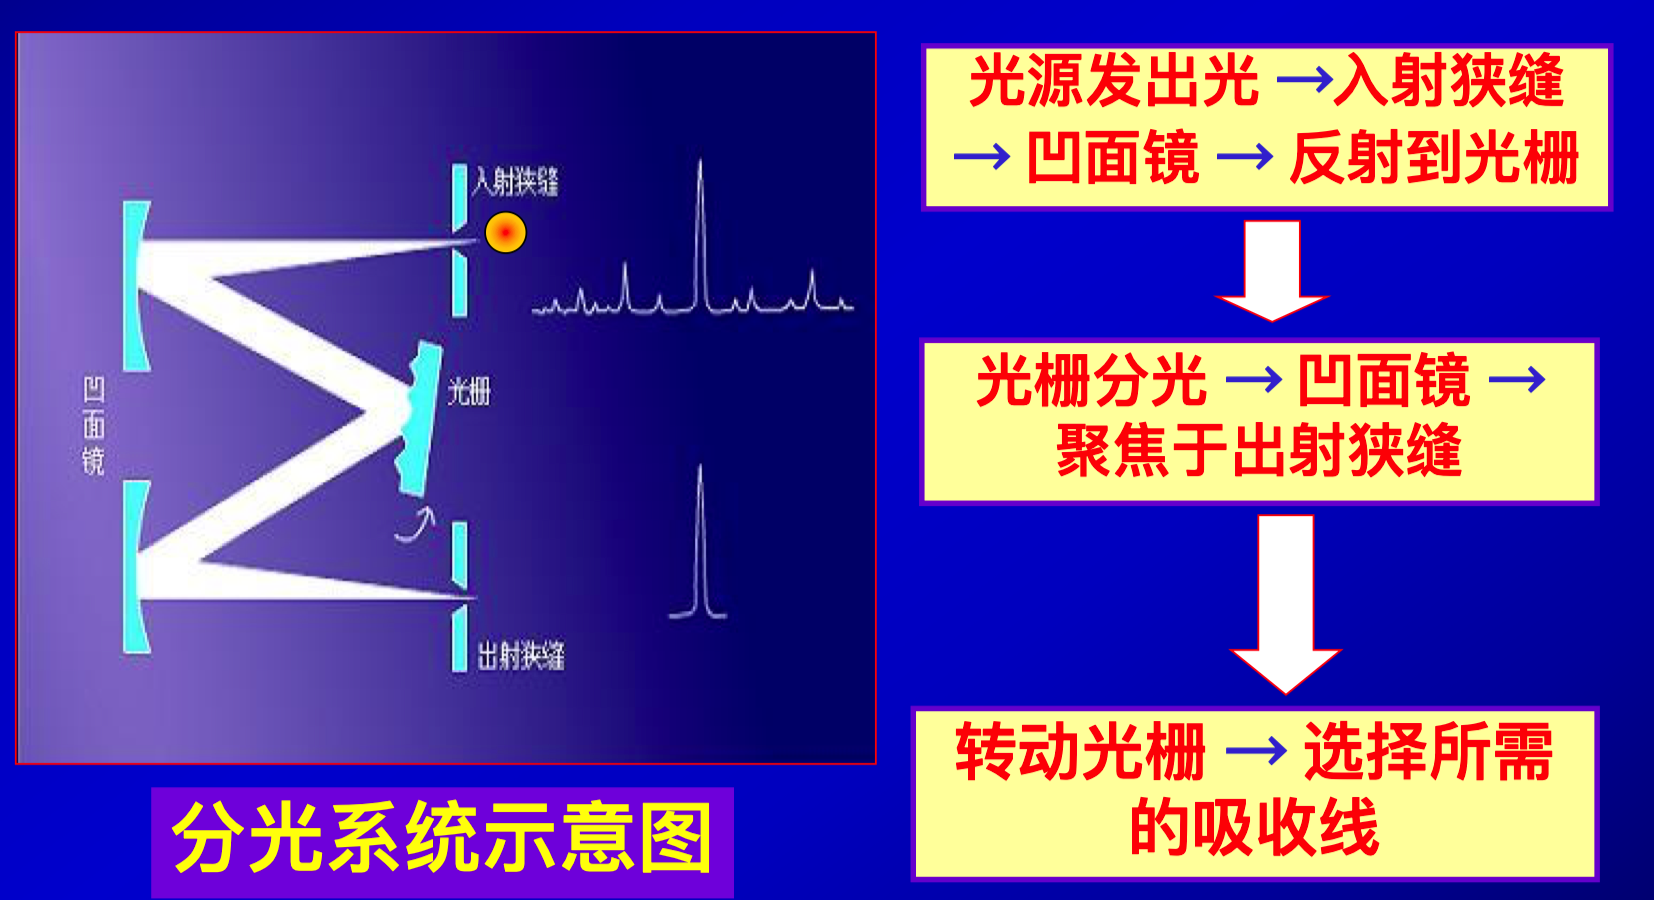 入射狭缝
光栅
凹
面
镜
出射狭缝
分光系统示意图
光源发出光 →入射狭缝
→ 凹面镜 → 反射到光栅
光栅分光 → 凹面镜 →
聚焦于出射狭缝
转动光栅 → 选择所需
的吸收线